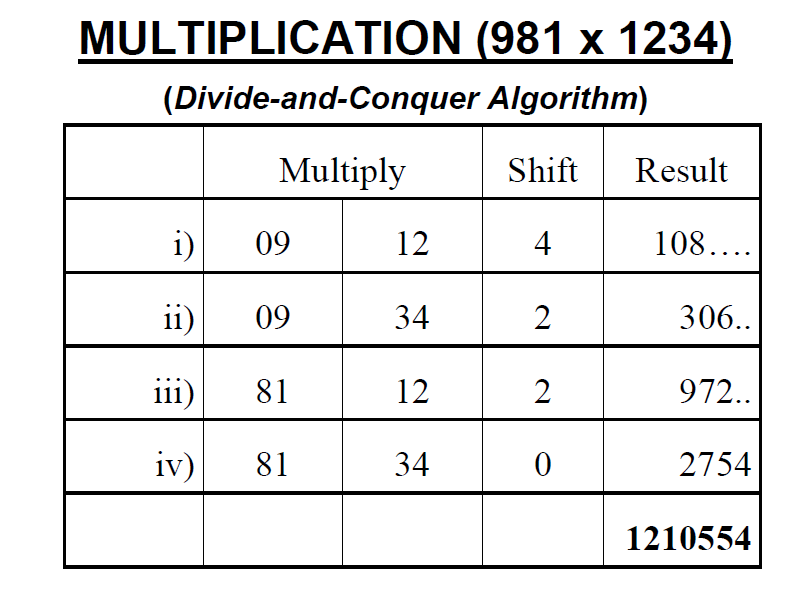 MULTIPLICATION (981 x 1234)
(Divide-and-Conquer Algorithm)
Multiply Shift Result
i) 09 12 4 108....
ii) 09 34 2 306..
iii) 81 12 2 972..
iv) 81 34 0 2754
1210554